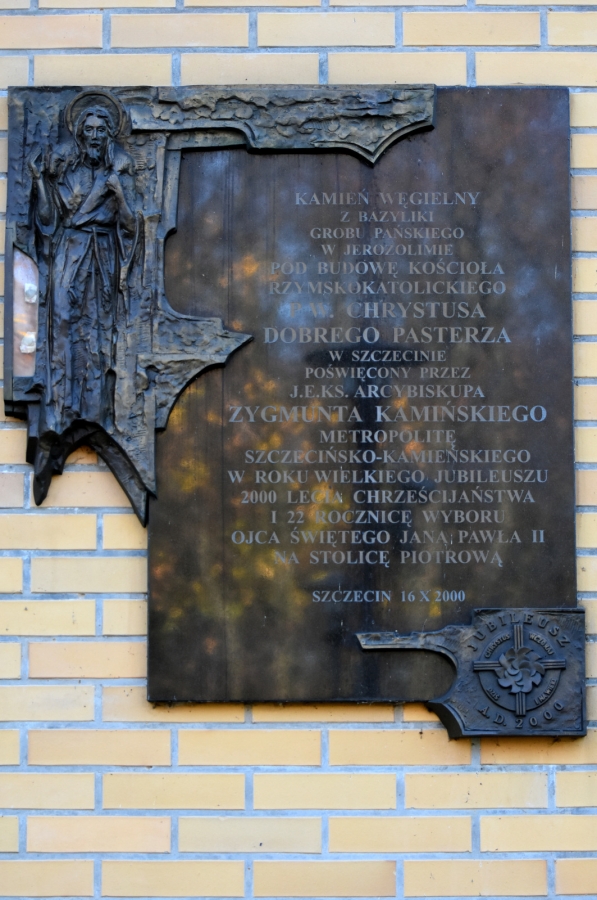 KAMIEŃ WĘGIELNY
Z BAZYLIKI
GROBU PAŃSKIEGO
W JEROZOLIMIE
POD BUDOWĘ KOŚCIOŁA
RZYMSKOKATOLICKIEGO
P.W. CHRYSTUSA
DOBREGO PASTERZA
W SZCZECINIE
POŚWIĘCONY PRZEZ
J.E.KS. ARCYBISKUPA
ZYGMUNTA KAMIŃSKIEGO
METROPOLITĘ
SZCZECIŃSKO-KAMIEŃSKIEGO
W ROKU WIELKIEGO JUBILEUSZU
2000 LECIA CHRZEŚCIJAŃSTWA
I 22 ROCZNICĘ WYBORU
OJCA ŚWIĘTEGO JANA PAWŁA II
NA STOLICĘ PIOTROWĄ
SZCZECIN 16 X 2000
JUBILEUSZ
A.D. 2000